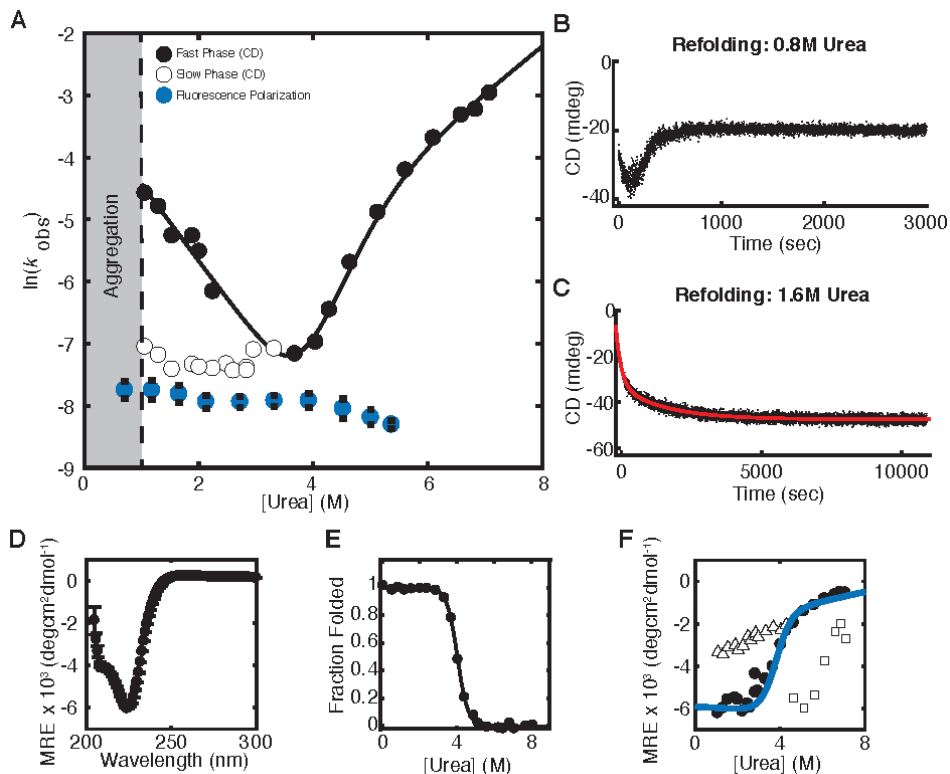 A
-2
-3
-4
-5
-6
-7
-8
-9
ln(k obs)
Aggregation
Fast Phase (CD)
Slow Phase (CD)
Fluorescence Polarization
0
2
4
6
8
[Urea] (M)
B
Refolding: 0.8M Urea
0
-20
-40
CD (mdeg)
0
1000
2000
3000
Time (sec)
C
Refolding: 1.6M Urea
0
-20
-40
-60
CD (mdeg)
0
5000
10000
Time (sec)
D
MRE x 10³ (degcm²dmol⁻¹)
0
-2
-4
-6
200
250
300
Wavelength (nm)
E
Fraction Folded
1
0.8
0.6
0.4
0.2
0
0
4
8
[Urea] (M)
F
MRE x 10³ (degcm²dmol⁻¹)
0
-2
-4
-6
0
4
8
[Urea] (M)